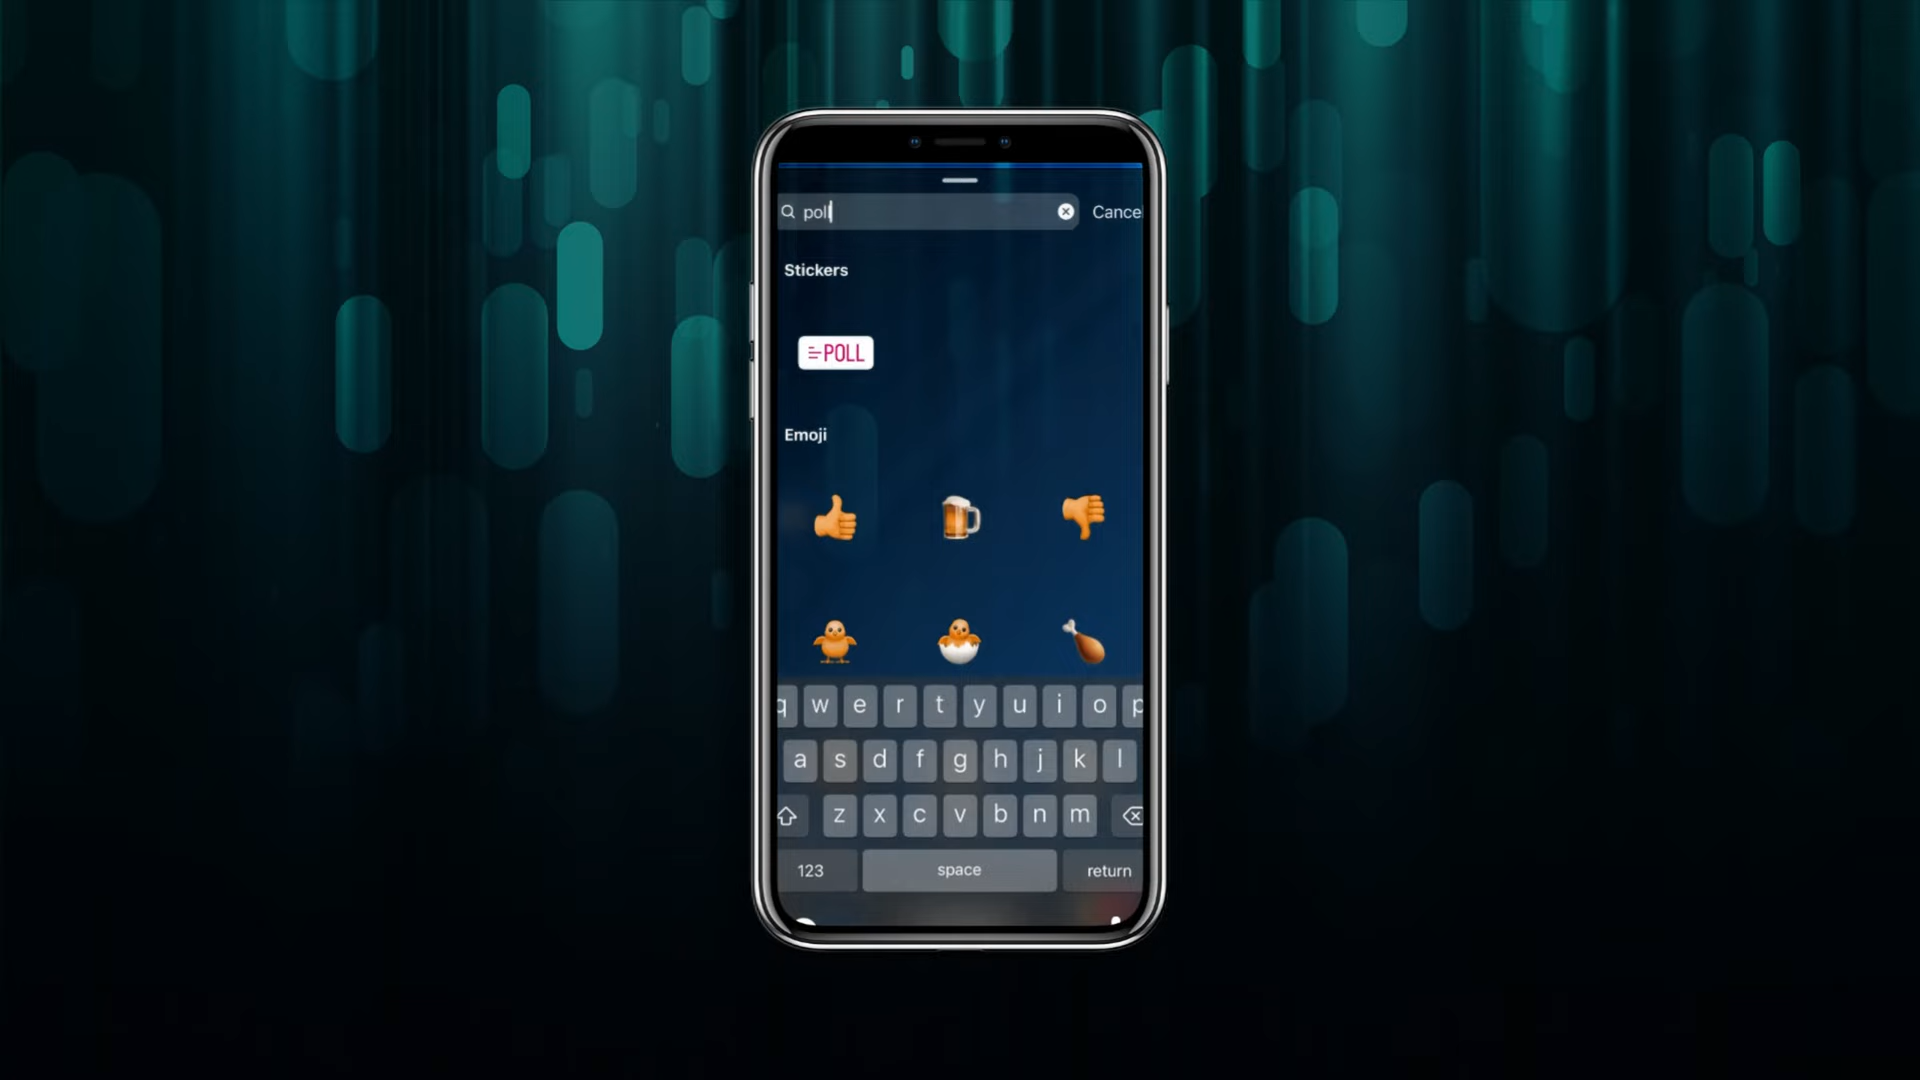 poll
Cance
Stickers
POLL
Emoji
q w e r t y u i o p
a s d f g h j k l
z x c v b n m
123 space return